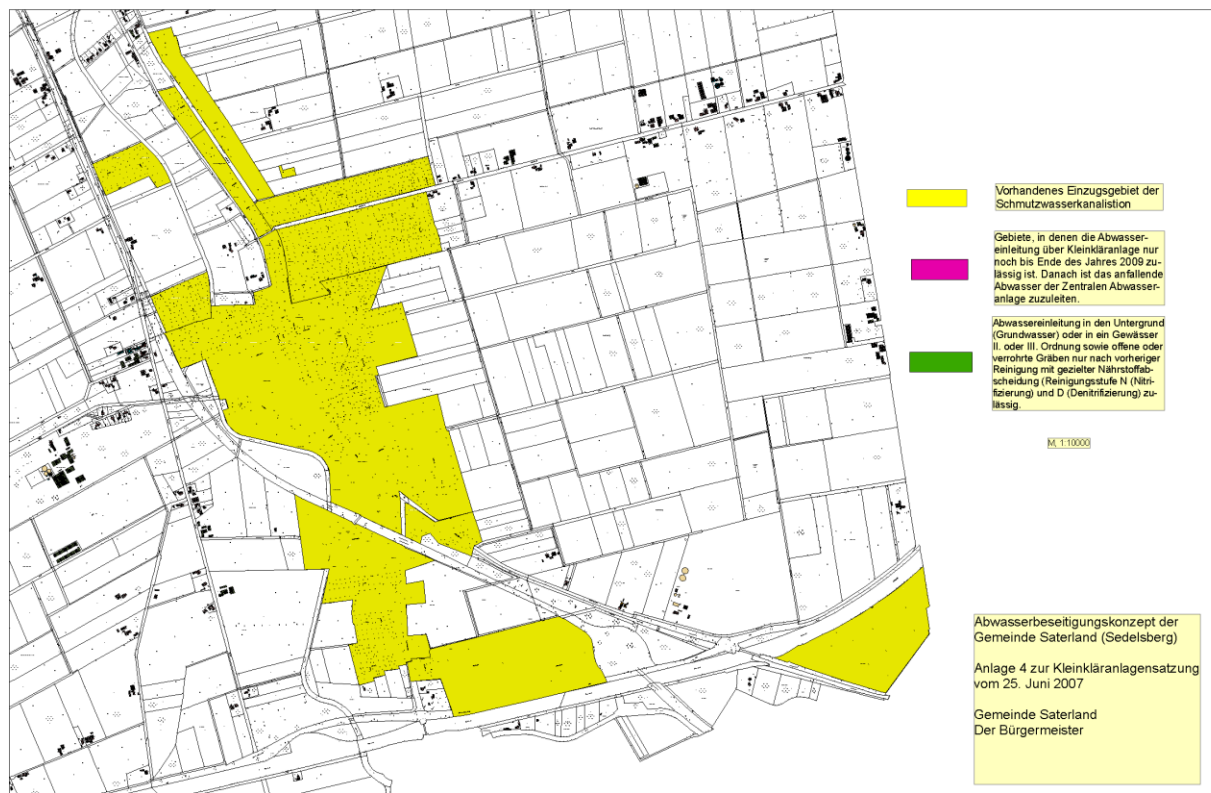 Vorhandenes Einzugsgebiet der
Schmutzwasserkanalistion
Gebiete, in denen die Abwasser-
einleitung über Kleinkläranlage nur
noch bis Ende des Jahres 2009 zu-
lässig ist. Danach ist das anfallende
Abwasser der Zentralen Abwasser-
anlage zuzuleiten.
Abwassereinleitung in den Untergrund
(Grundwasser) oder in ein Gewässer
II. oder III. Ordnung sowie offene oder
verrohrte Gräben nur nach vorheriger
Reinigung mit gezielter Nährstoffab-
scheidung (Reinigungsstufe N (Nitri-
fizierung) und D (Denitrifizierung) zu-
lässig.
M. 1:10000
Abwasserbeseitigungskonzept der
Gemeinde Saterland (Sedelsberg)
Anlage 4 zur Kleinkläranlagensatzung
vom 25. Juni 2007
Gemeinde Saterland
Der Bürgermeister